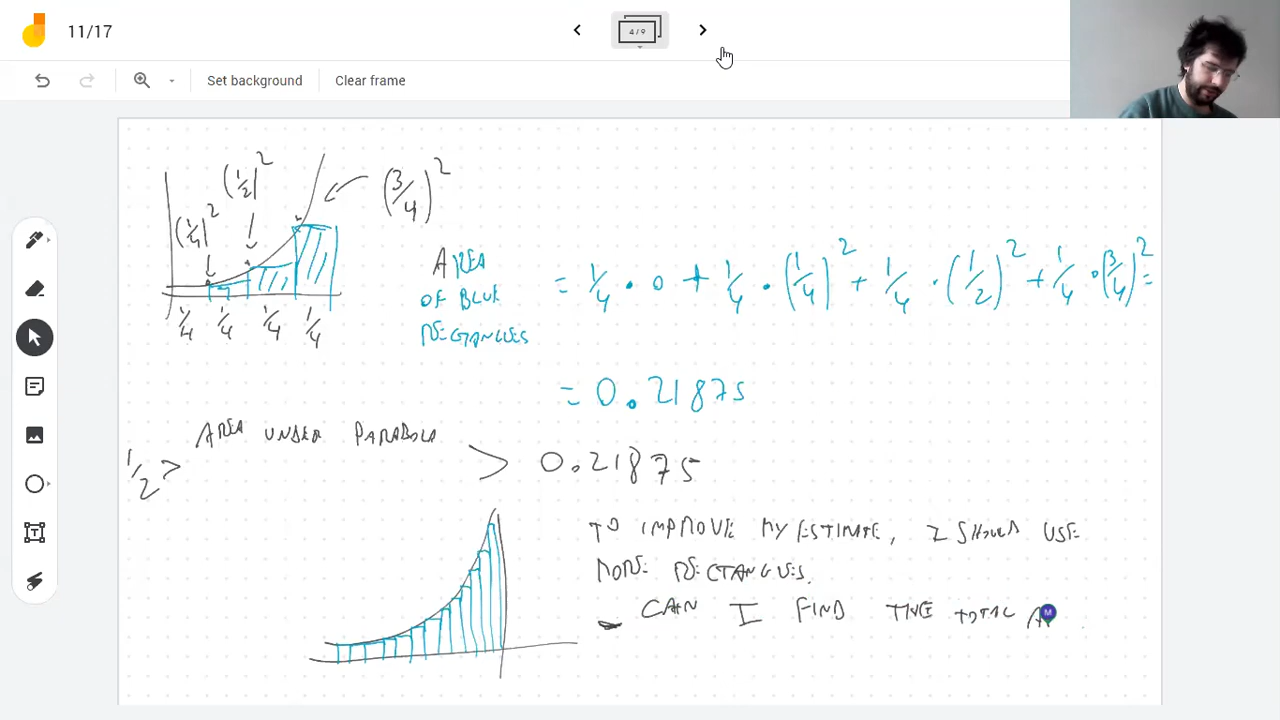 11/17
4 / 9
Set background
Clear frame
(1/4)² (1/2)² (3/4)²
1/4 1/4 1/4 1/4
AREA
OF BLUE
RECTANGLES
= 1/4 · 0 + 1/4 · (1/4)² + 1/4 · (1/2)² + 1/4 · (3/4)² =
= 0.21875
1/2 > AREA UNDER PARABOLA > 0.21875
TO IMPROVE MY ESTIMATE, I SHOULD USE
MORE RECTANGLES.
- CAN I FIND THE TOTAL A
M